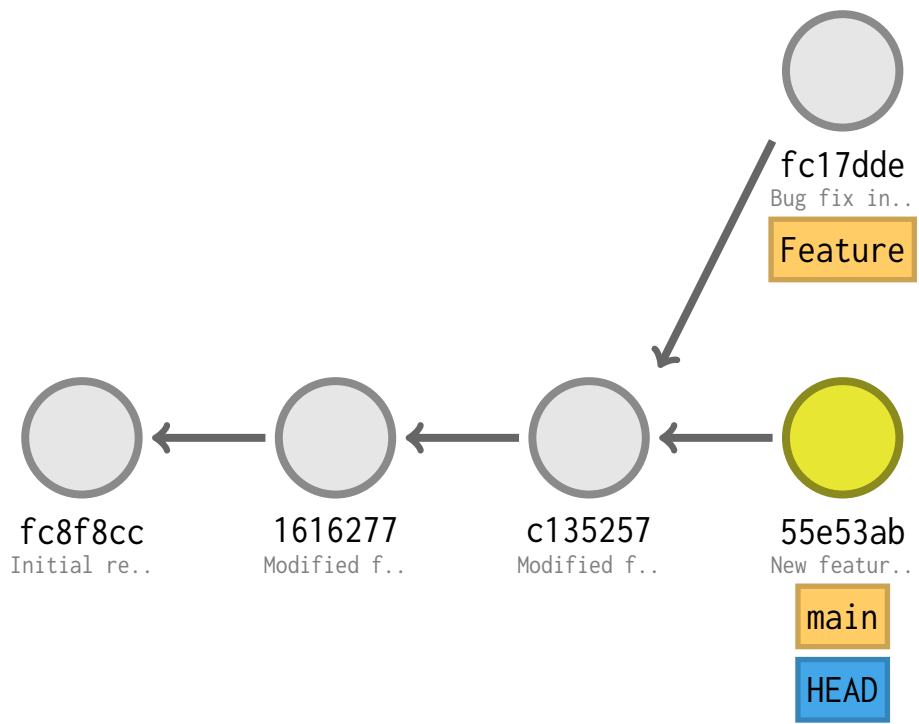 fc17dde
Bug fix in..
Feature
fc8f8cc
Initial re..
1616277
Modified f..
c135257
Modified f..
55e53ab
New featur..
main
HEAD